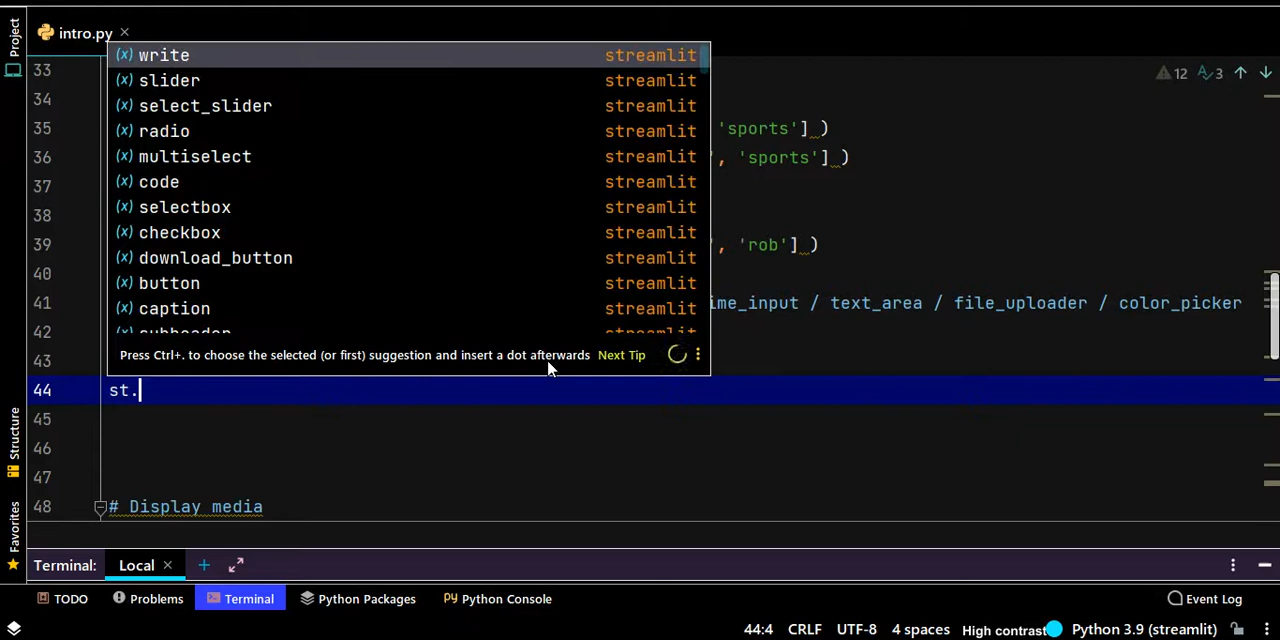 Project
intro.py
write streamlit
slider streamlit
select_slider streamlit
radio streamlit
multiselect streamlit
code streamlit
selectbox streamlit
checkbox streamlit
download_button streamlit
button streamlit
caption streamlit
subheader streamlit
Press Ctrl+. to choose the selected (or first) suggestion and insert a dot afterwards Next Tip
12 3
33
34
35 'sports'] )
36 , 'sports'] )
37
38
39 , 'rob'] )
40
41 ime_input / text_area / file_uploader / color_picker
42
43
44 st.
45
46
47
48 # Display media
Structure
Favorites
Terminal: Local × +
TODO Problems Terminal Python Packages Python Console Event Log
44:4 CRLF UTF-8 4 spaces High contrast Python 3.9 (streamlit)